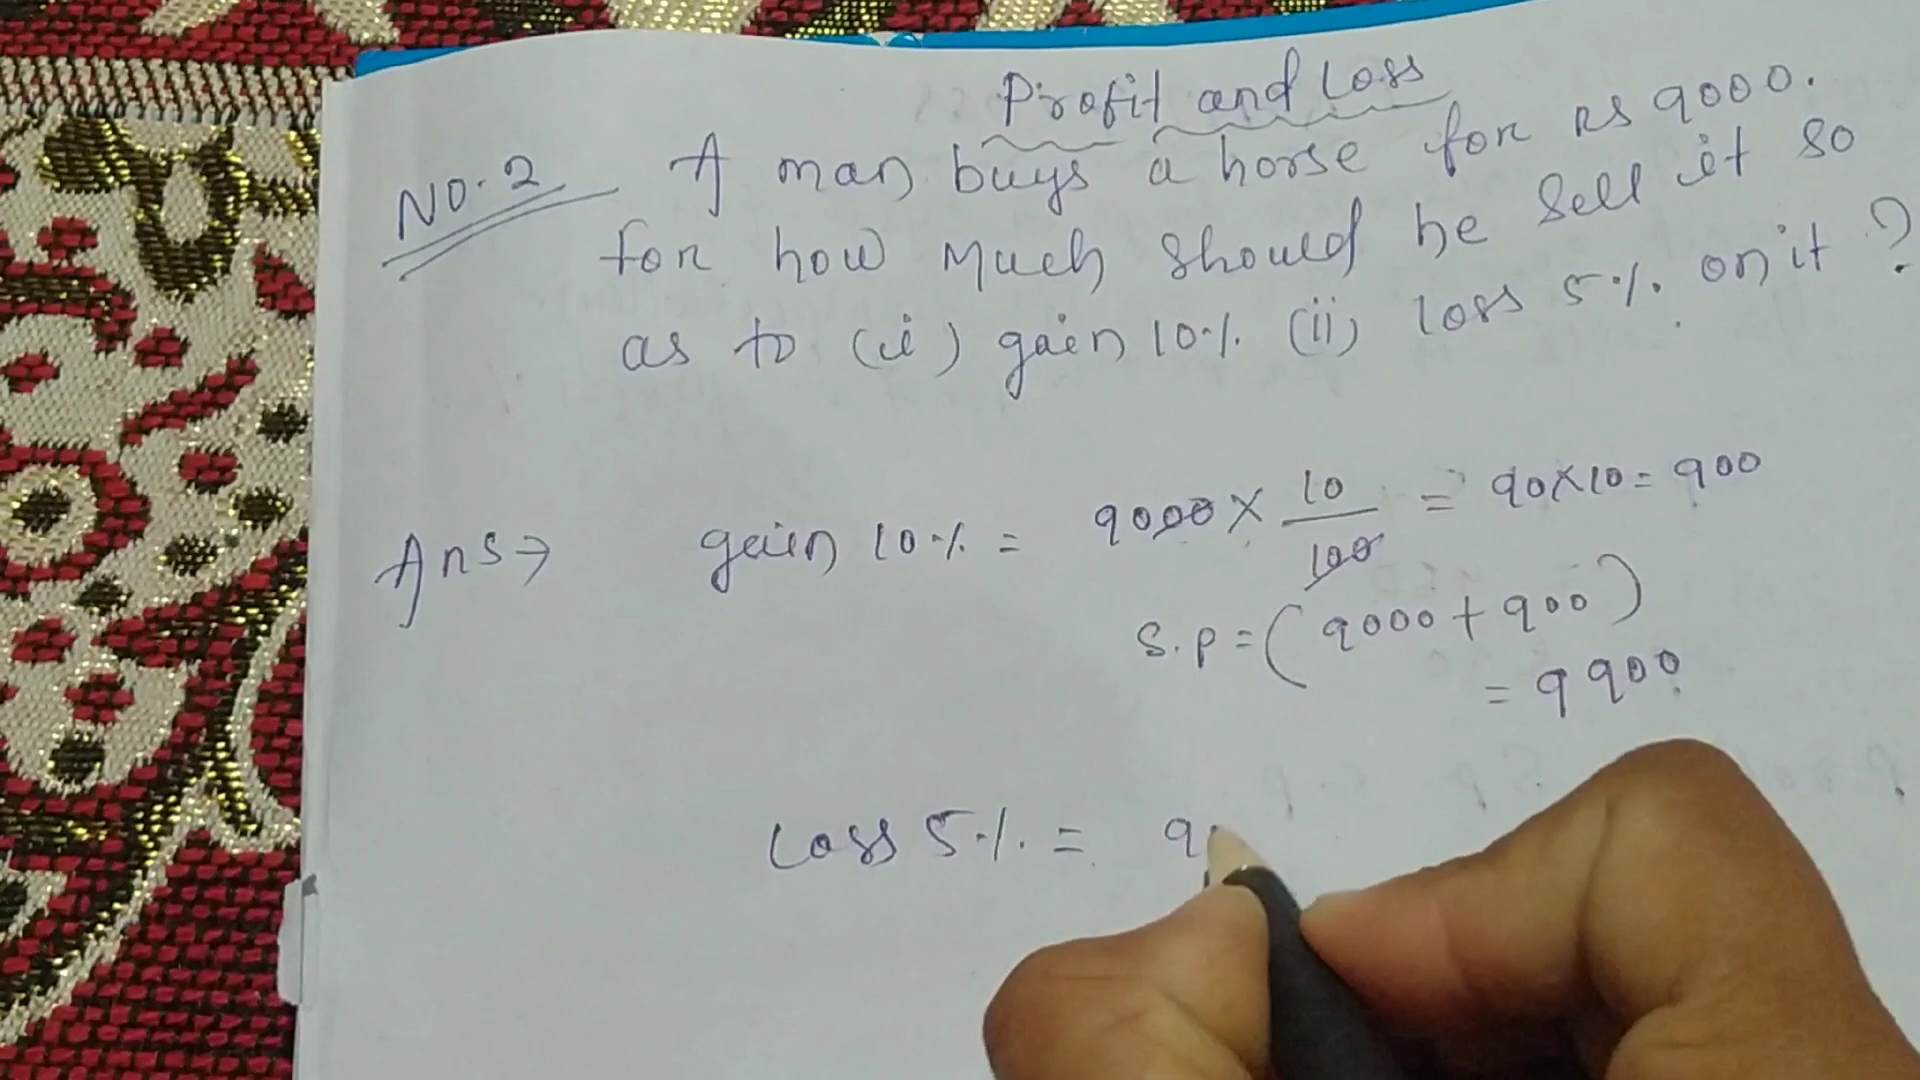 Profit and Loss
NO. 2 A man buys a horse for RS 9000.
for how much should he sell it so
as to (i) gain 10% (ii) loss 5% on it ?
Ans → gain 10% = 9000 × 10/100 = 90×10 = 900
S.P = (9000 + 900)
= 9900
Loss 5% = 9